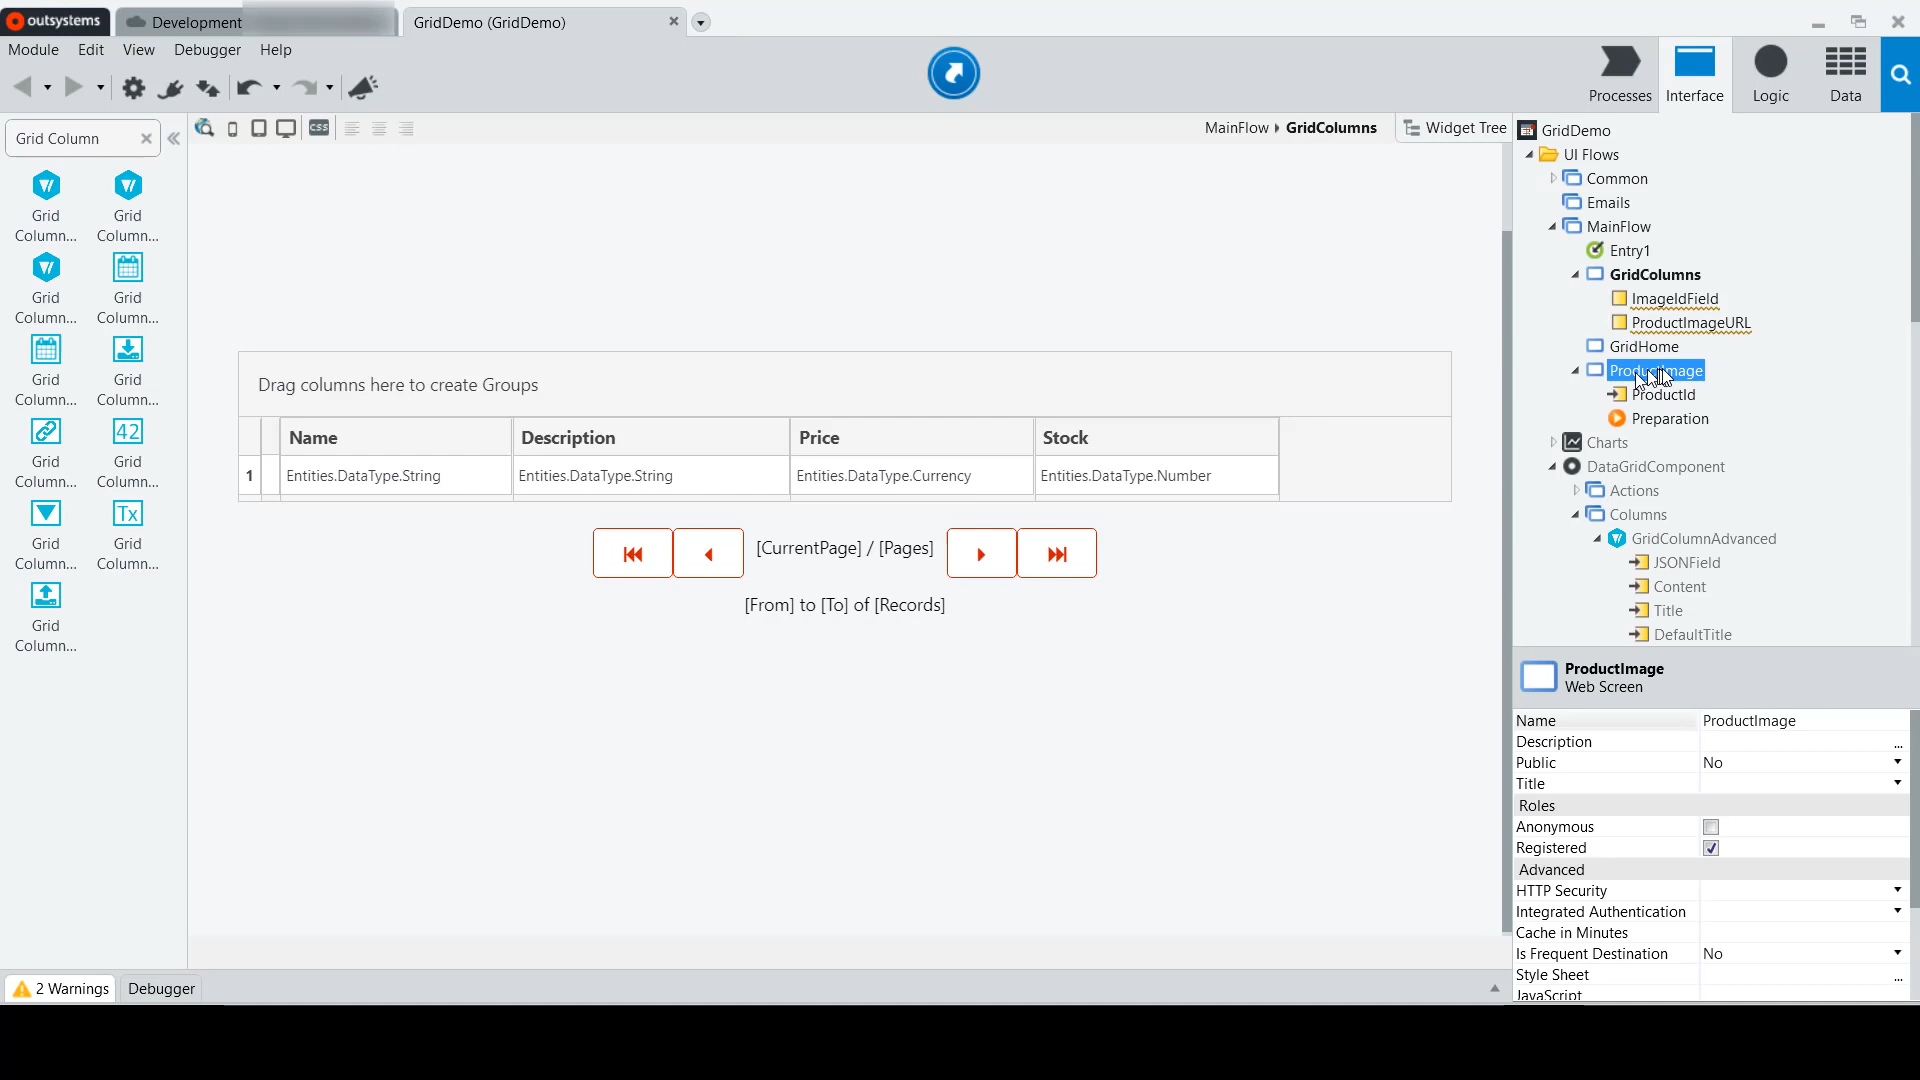 outsystems
Development
GridDemo (GridDemo)
Module Edit View Debugger Help
Processes
Interface
Logic
Data
Grid Column
css
MainFlow GridColumns
Widget Tree
Grid Column...
Grid Column...
Grid Column...
Grid Column...
Grid Column...
Grid Column...
Grid Column...
42
Grid Column...
Grid Column...
Tx
Grid Column...
Grid Column...
Drag columns here to create Groups
Name Description Price Stock
1 Entities.DataType.String Entities.DataType.String Entities.DataType.Currency Entities.DataType.Number
[CurrentPage] / [Pages]
[From] to [To] of [Records]
GridDemo
UI Flows
Common
Emails
MainFlow
Entry1
GridColumns
ImageIdField
ProductImageURL
GridHome
ProductImage
ProductId
Preparation
Charts
DataGridComponent
Actions
Columns
GridColumnAdvanced
JSONField
Content
Title
DefaultTitle
ProductImage
Web Screen
Name ProductImage
Description ...
Public No
Title
Roles
Anonymous
Registered
Advanced
HTTP Security
Integrated Authentication
Cache in Minutes
Is Frequent Destination No
Style Sheet ...
JavaScript
2 Warnings
Debugger